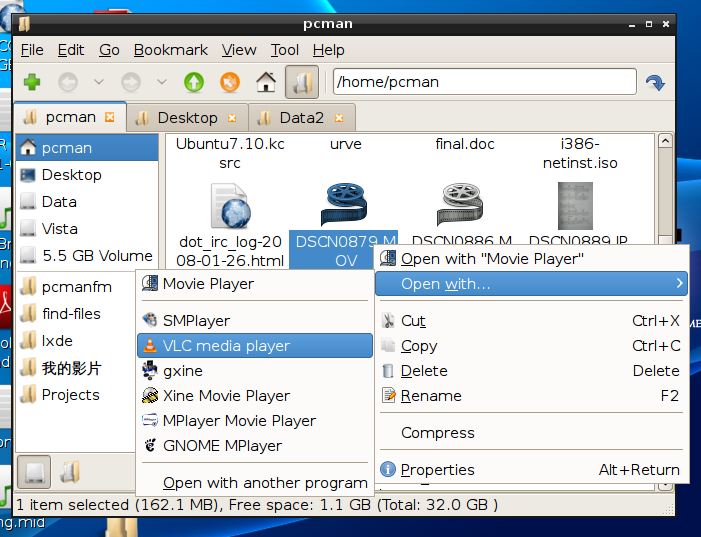 pcman
File Edit Go Bookmark View Tool Help
/home/pcman
pcman Desktop Data2
pcman
Desktop
Data
Vista
5.5 GB Volume
pcmanfm
find-files
lxde
我的影片
Projects
Ubuntu7.10.kc
src
urve
final.doc
i386-
netinst.iso
dot_irc_log-20
08-01-26.html
DSCN0879.M
OV
DSCN0886.M
DSCN0889.JP
Open with "Movie Player"
Open with...
Cut Ctrl+X
Copy Ctrl+C
Delete Delete
Rename F2
Compress
Properties Alt+Return
Movie Player
SMPlayer
VLC media player
gxine
Xine Movie Player
MPlayer Movie Player
GNOME MPlayer
Open with another program
1 item selected (162.1 MB), Free space: 1.1 GB (Total: 32.0 GB )
ng.mid